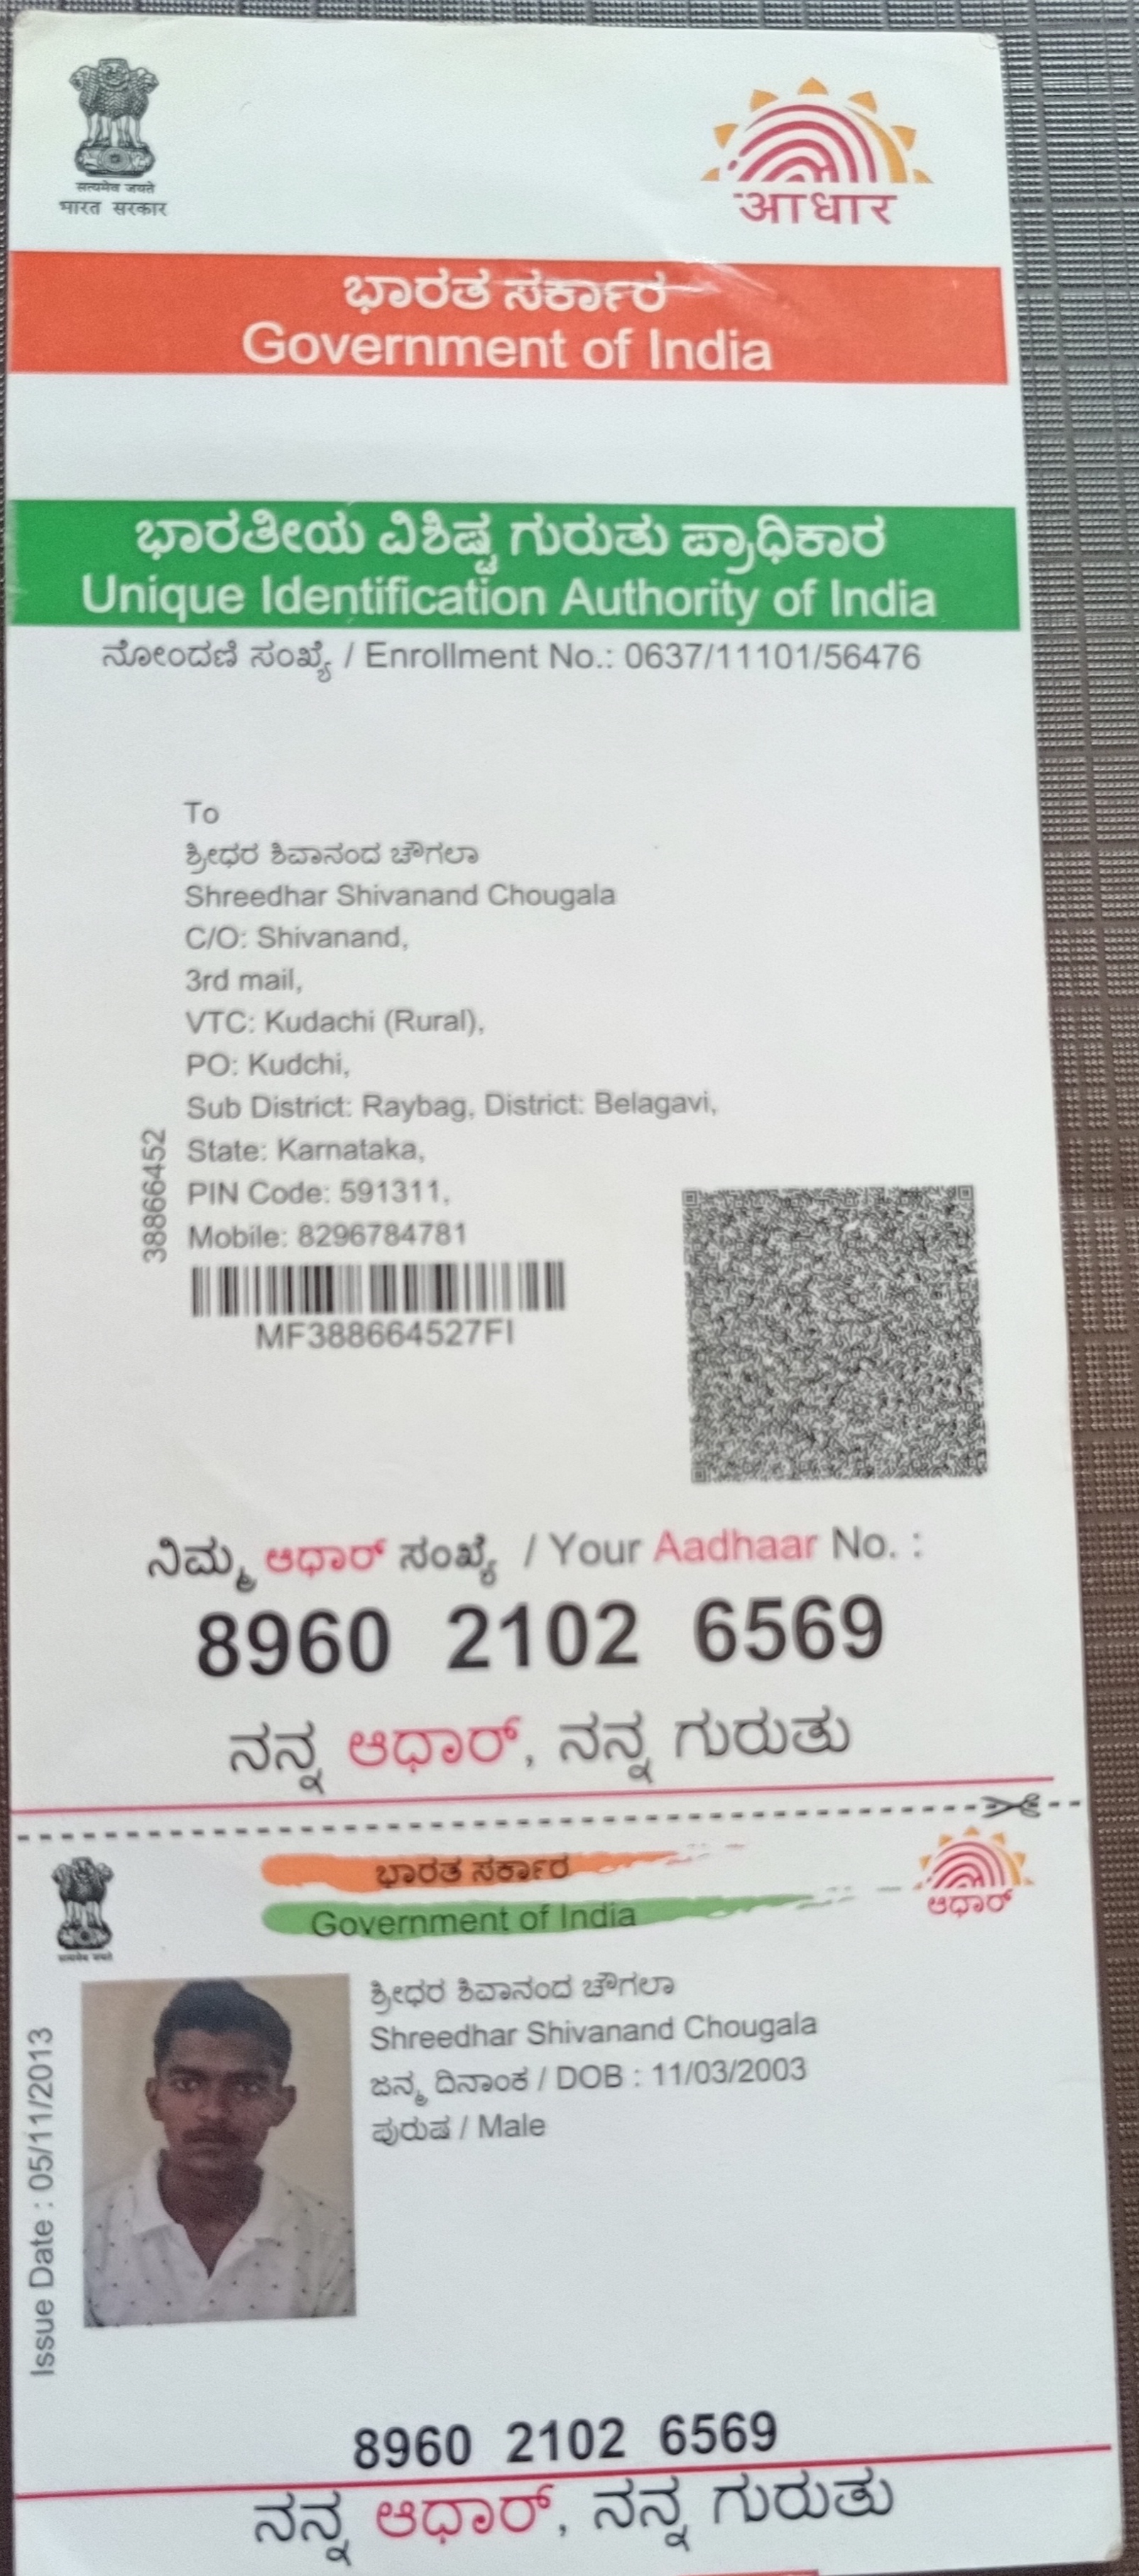 सत्यमेव जयते
भारत सरकार
आधार
ಭಾರತ ಸರ್ಕಾರ
Government of India
ಭಾರತೀಯ ವಿಶಿಷ್ಟ ಗುರುತು ಪ್ರಾಧಿಕಾರ
Unique Identification Authority of India
ನೋಂದಣಿ ಸಂಖ್ಯೆ / Enrollment No.: 0637/11101/56476
To
ಶ್ರೀಧರ ಶಿವಾನಂದ ಚೌಗಲಾ
Shreedhar Shivanand Chougala
C/O: Shivanand,
3rd mail,
VTC: Kudachi (Rural),
PO: Kudchi,
Sub District: Raybag, District: Belagavi,
State: Karnataka,
PIN Code: 591311,
Mobile: 8296784781
38866452
MF388664527FI
ನಿಮ್ಮ ಆಧಾರ್ ಸಂಖ್ಯೆ / Your Aadhaar No. :
8960 2102 6569
ನನ್ನ ಆಧಾರ್, ನನ್ನ ಗುರುತು
ಭಾರತ ಸರ್ಕಾರ
Government of India
ಆಧಾರ್
सत्यमेव जयते
ಶ್ರೀಧರ ಶಿವಾನಂದ ಚೌಗಲಾ
Shreedhar Shivanand Chougala
ಜನ್ಮ ದಿನಾಂಕ / DOB : 11/03/2003
ಪುರುಷ / Male
Issue Date : 05/11/2013
8960 2102 6569
ನನ್ನ ಆಧಾರ್, ನನ್ನ ಗುರುತು